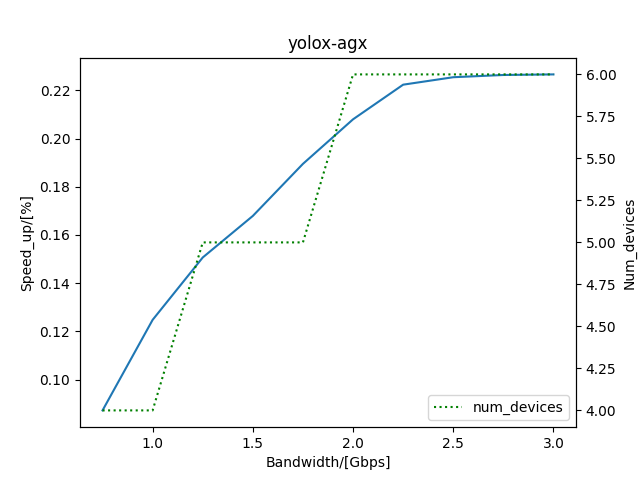 yolox-agx
Speed_up/[%]
0.22
0.20
0.18
0.16
0.14
0.12
0.10
6.00
5.75
5.50
5.25
5.00
4.75
4.50
4.25
4.00
Num_devices
num_devices
1.0 1.5 2.0 2.5 3.0
Bandwidth/[Gbps]